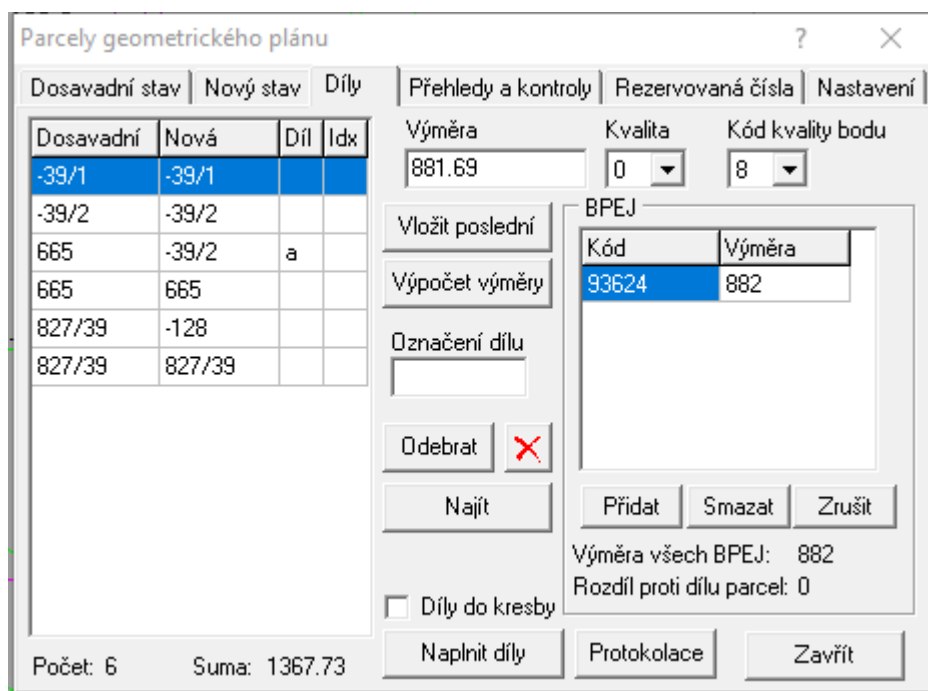 Parcely geometrického plánu ?
Dosavadní stav Nový stav Díly Přehledy a kontroly Rezervovaná čísla Nastavení
Dosavadní Nová Díl Idx
-39/1 -39/1
-39/2 -39/2
665 -39/2 a
665 665
827/39 -128
827/39 827/39
Počet: 6 Suma: 1367.73
Výměra Kvalita Kód kvality bodu
881.69 0 8
Vložit poslední
Výpočet výměry
Označení dílu
Odebrat
Najít
Díly do kresby
BPEJ
Kód Výměra
93624 882
Přidat Smazat Zrušit
Výměra všech BPEJ: 882
Rozdíl proti dílu parcel: 0
Naplnit díly Protokolace Zavřít